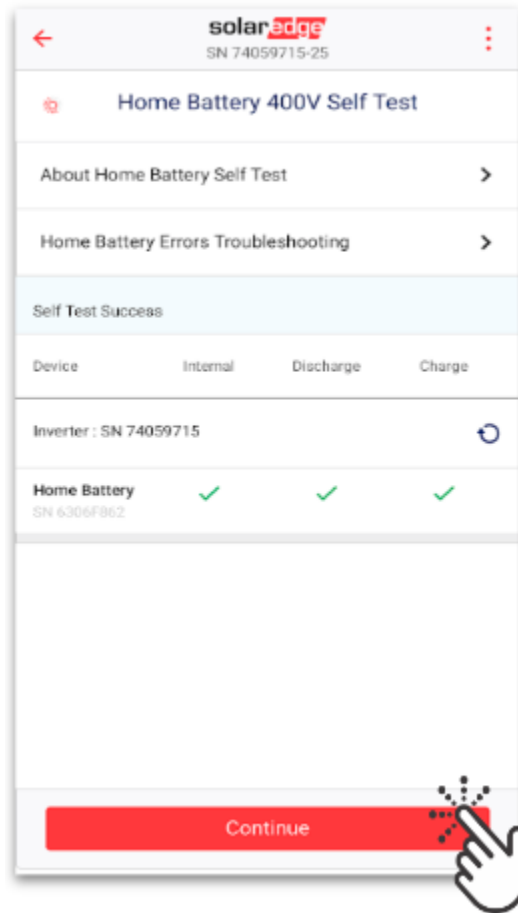 solaredge
SN 74059715-25
Home Battery 400V Self Test
About Home Battery Self Test
Home Battery Errors Troubleshooting
Self Test Success
Device Internal Discharge Charge
Inverter : SN 74059715
Home Battery
SN 6306F862
Continue